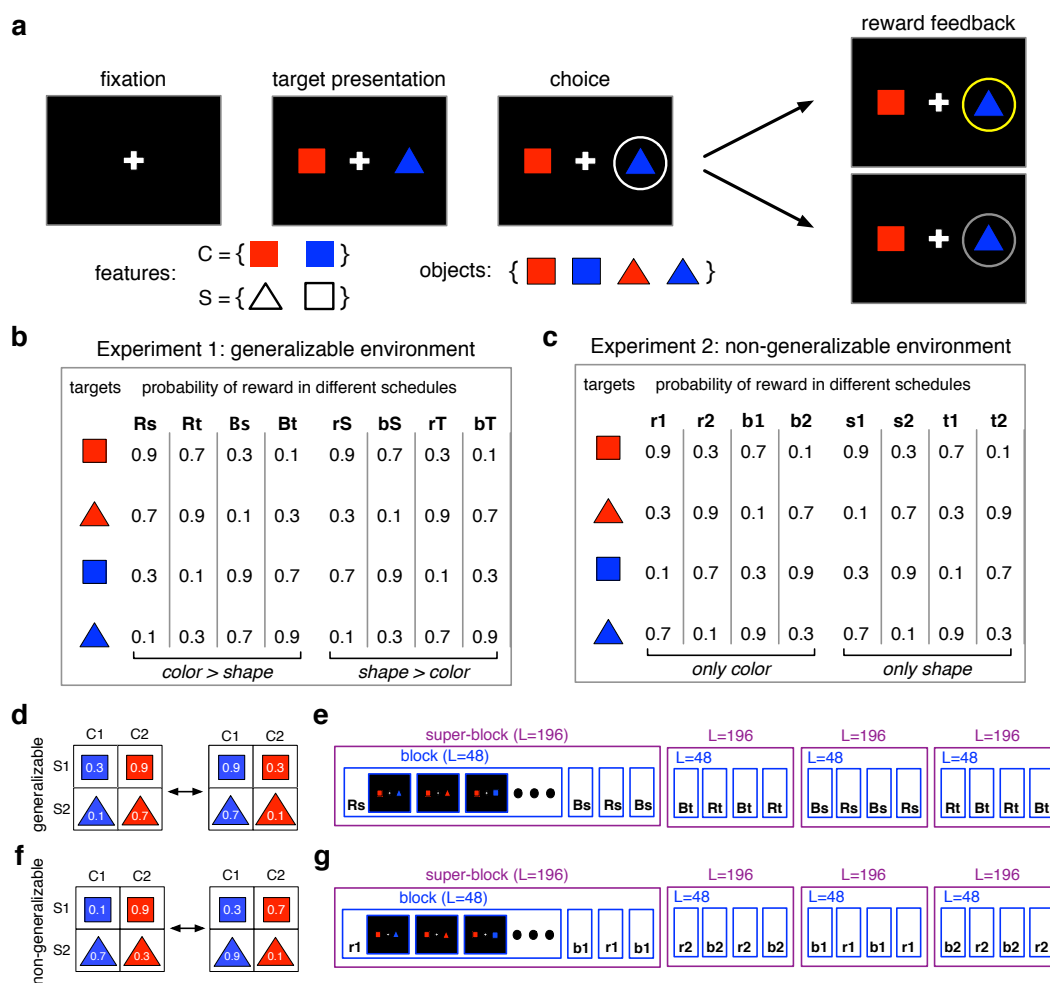 a
reward feedback
fixation
target presentation
choice
features:
C = { }
S = { }
objects: { }
b
Experiment 1: generalizable environment
targets probability of reward in different schedules
Rs Rt Bs Bt rS bS rT bT
0.9 0.7 0.3 0.1 0.9 0.7 0.3 0.1
0.7 0.9 0.1 0.3 0.3 0.1 0.9 0.7
0.3 0.1 0.9 0.7 0.7 0.9 0.1 0.3
0.1 0.3 0.7 0.9 0.1 0.3 0.7 0.9
color > shape shape > color
c
Experiment 2: non-generalizable environment
targets probability of reward in different schedules
r1 r2 b1 b2 s1 s2 t1 t2
0.9 0.3 0.7 0.1 0.9 0.3 0.7 0.1
0.3 0.9 0.1 0.7 0.1 0.7 0.3 0.9
0.1 0.7 0.3 0.9 0.3 0.9 0.1 0.7
0.7 0.1 0.9 0.3 0.7 0.1 0.9 0.3
only color only shape
d
generalizable
C1 C2 C1 C2
S1 0.3 0.9 0.9 0.3
S2 0.1 0.7 0.7 0.1
e
super-block (L=196) L=196 L=196 L=196
block (L=48) L=48 L=48 L=48
Rs Bs Rs Bs Bt Rt Bt Rt Bs Rs Bs Rs Rt Bt Rt Bt
f
non-generalizable
C1 C2 C1 C2
S1 0.1 0.9 0.3 0.7
S2 0.7 0.3 0.9 0.1
g
super-block (L=196) L=196 L=196 L=196
block (L=48) L=48 L=48 L=48
r1 b1 r1 b1 r2 b2 r2 b2 b1 r1 b1 r1 b2 r2 b2 r2